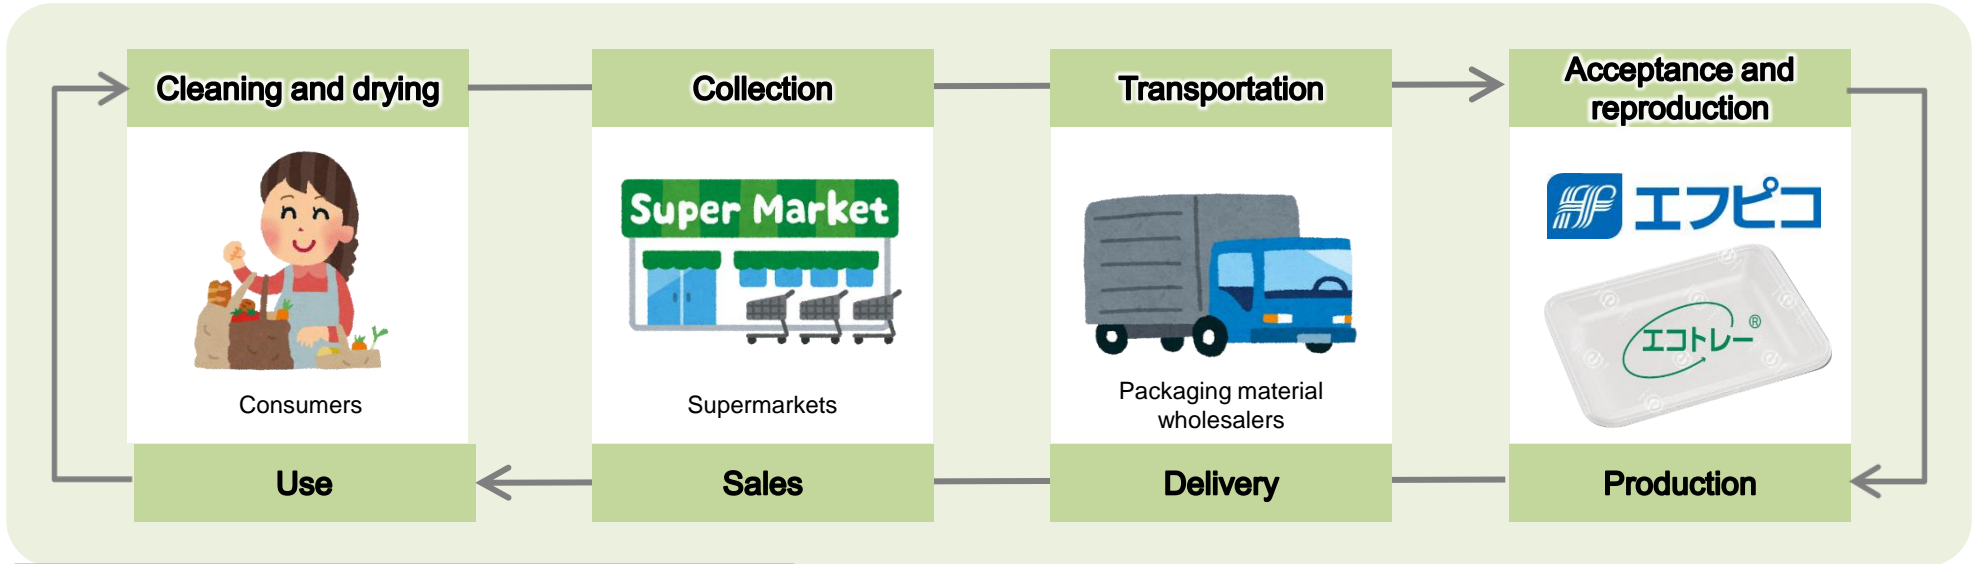 Cleaning and drying
Collection
Transportation
Acceptance and
reproduction
Super Market
エフピコ
エコトレー®
Consumers
Supermarkets
Packaging material
wholesalers
Use
Sales
Delivery
Production